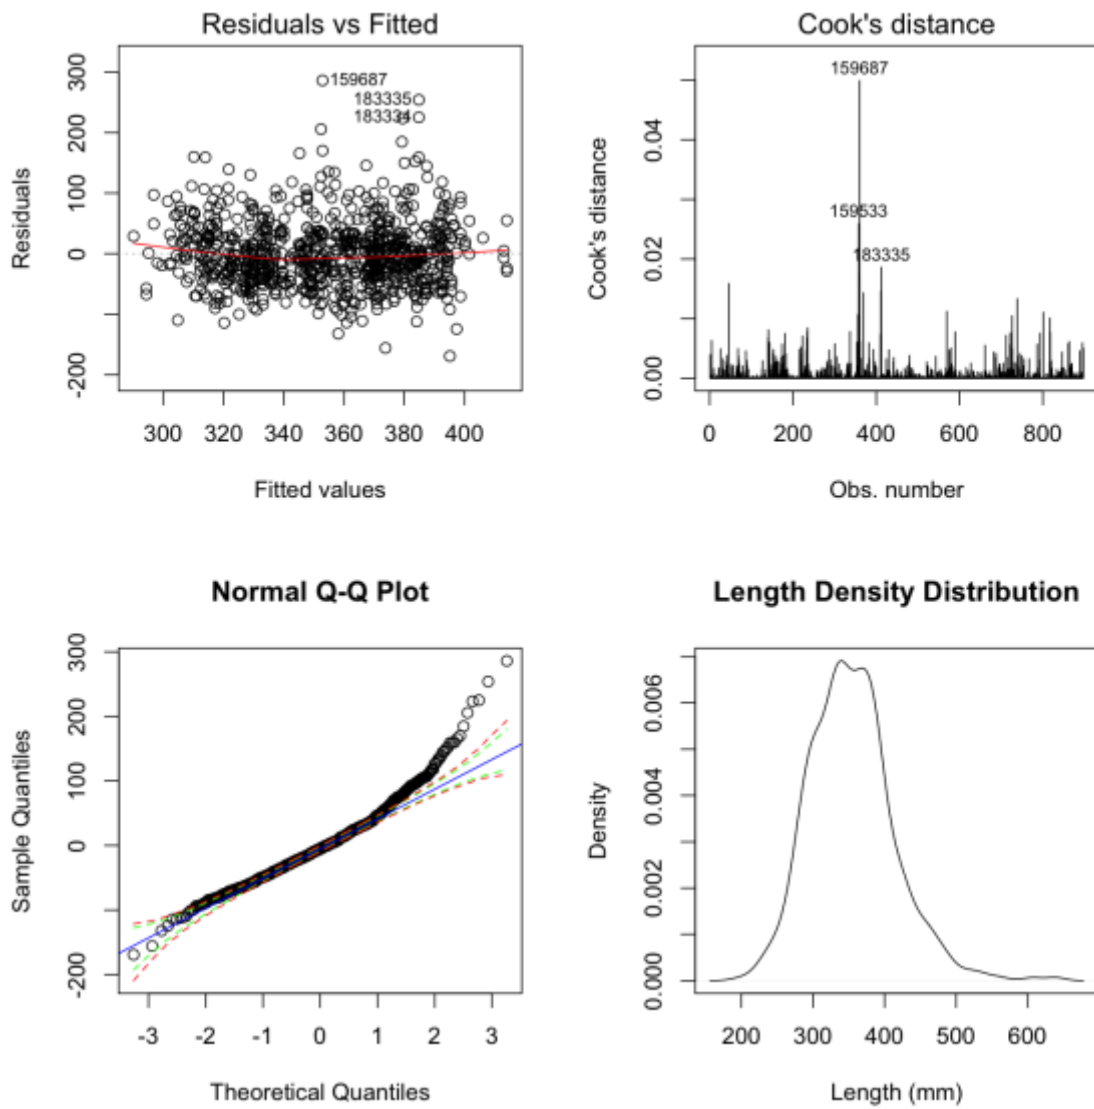 Residuals vs Fitted
300
200
100
0
-200
Residuals
159687
183335
183334
300 320 340 360 380 400
Fitted values
Cook's distance
0.04
0.02
0.00
Cook's distance
159687
159533
183335
0 200 400 600 800
Obs. number
Normal Q-Q Plot
300
200
100
0
-200
Sample Quantiles
-3 -2 -1 0 1 2 3
Theoretical Quantiles
Length Density Distribution
0.006
0.004
0.002
0.000
Density
200 300 400 500 600
Length (mm)